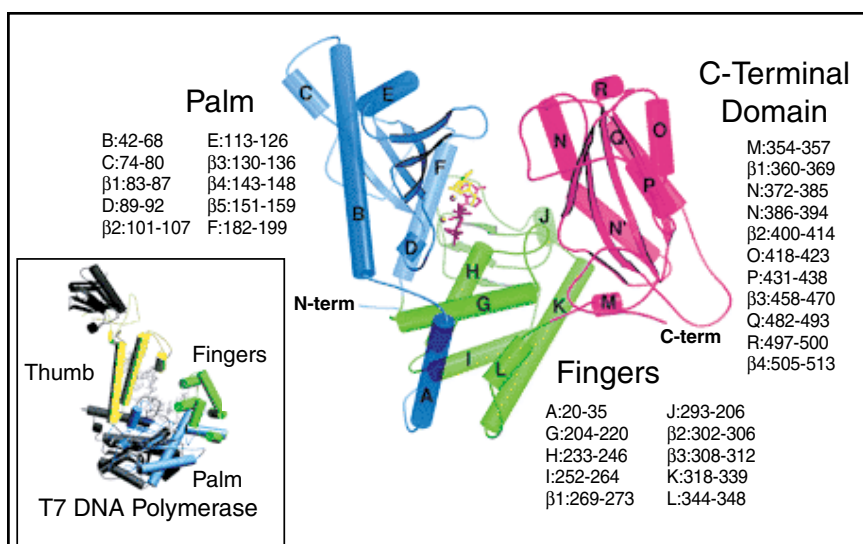 Palm
B:42-68 E:113-126
C:74-80 β3:130-136
β1:83-87 β4:143-148
D:89-92 β5:151-159
β2:101-107 F:182-199
C-Terminal
Domain
M:354-357
β1:360-369
N:372-385
N:386-394
β2:400-414
O:418-423
P:431-438
β3:458-470
Q:482-493
R:497-500
β4:505-513
C
E
B
F
D
H
G
A
I
L
K
J
N
R
Q
O
P
N'
M
N-term
C-term
Fingers
A:20-35 J:293-206
G:204-220 β2:302-306
H:233-246 β3:308-312
I:252-264 K:318-339
β1:269-273 L:344-348
Thumb
Fingers
Palm
T7 DNA Polymerase